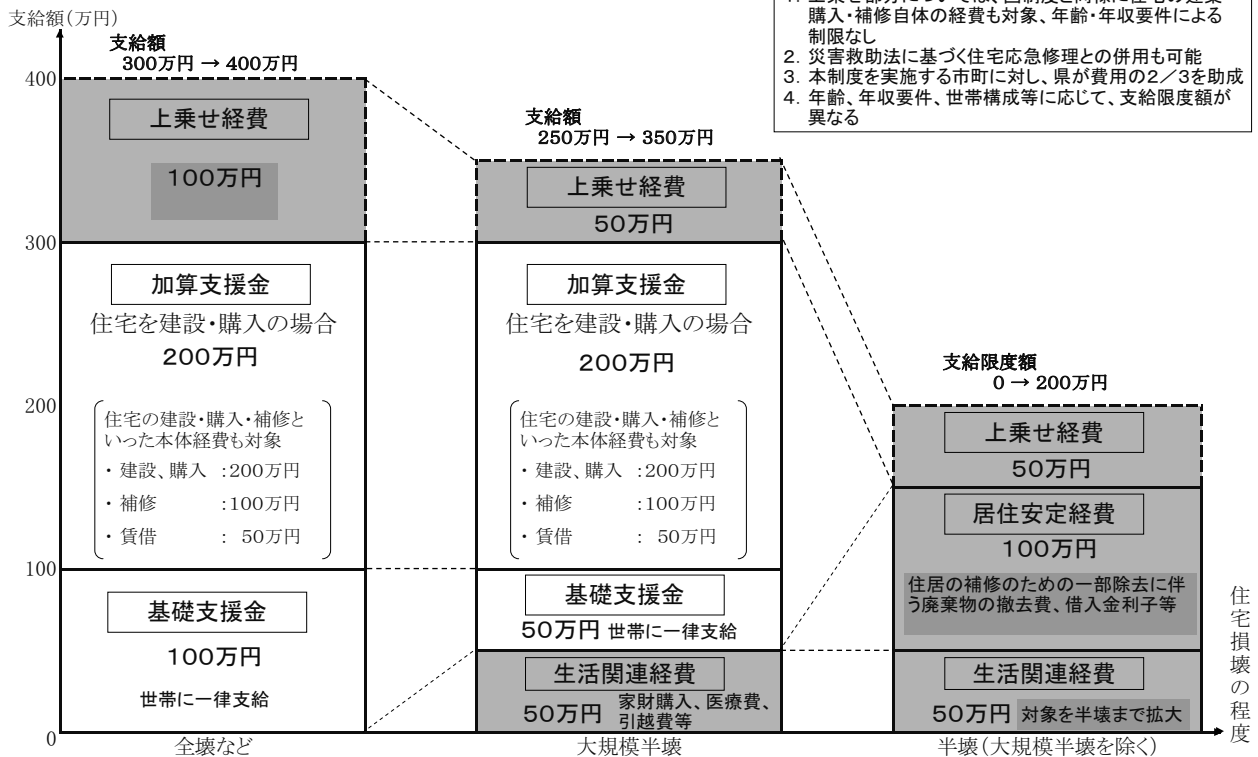 支給額(万円)
購入・補修自体の経費も対象、年齢・年収要件による
制限なし
2. 災害救助法に基づく住宅応急修理との併用も可能
3. 本制度を実施する市町に対し、県が費用の2/3を助成
4. 年齢、年収要件、世帯構成等に応じて、支給限度額が
異なる
400
300
200
100
0
支給額
300万円 → 400万円
上乗せ経費
100万円
加算支援金
住宅を建設・購入の場合
200万円
住宅の建設・購入・補修と
いった本体経費も対象
・建設、購入 :200万円
・補修 :100万円
・賃借 : 50万円
基礎支援金
100万円
世帯に一律支給
全壊など
支給額
250万円 → 350万円
上乗せ経費
50万円
加算支援金
住宅を建設・購入の場合
200万円
住宅の建設・購入・補修と
いった本体経費も対象
・建設、購入 :200万円
・補修 :100万円
・賃借 : 50万円
基礎支援金
50万円 世帯に一律支給
生活関連経費
50万円 家財購入、医療費、
引越費等
大規模半壊
支給限度額
0 → 200万円
上乗せ経費
50万円
居住安定経費
100万円
住居の補修のための一部除去に伴
う廃棄物の撤去費、借入金利子等
生活関連経費
50万円 対象を半壊まで拡大
半壊(大規模半壊を除く)
住宅損壊の程度